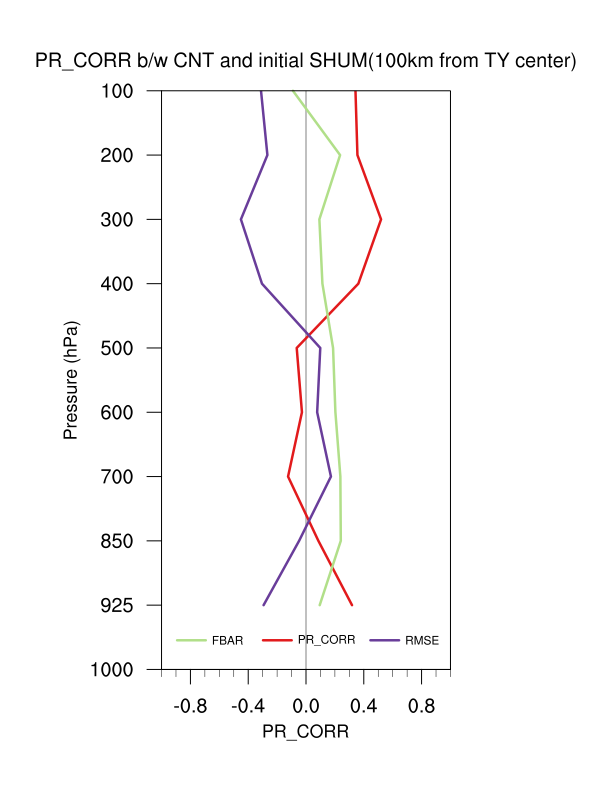 PR_CORR b/w CNT and initial SHUM(100km from TY center)
100
200
300
400
500
600
700
850
925
1000
Pressure (hPa)
FBAR PR_CORR RMSE
-0.8 -0.4 0.0 0.4 0.8
PR_CORR